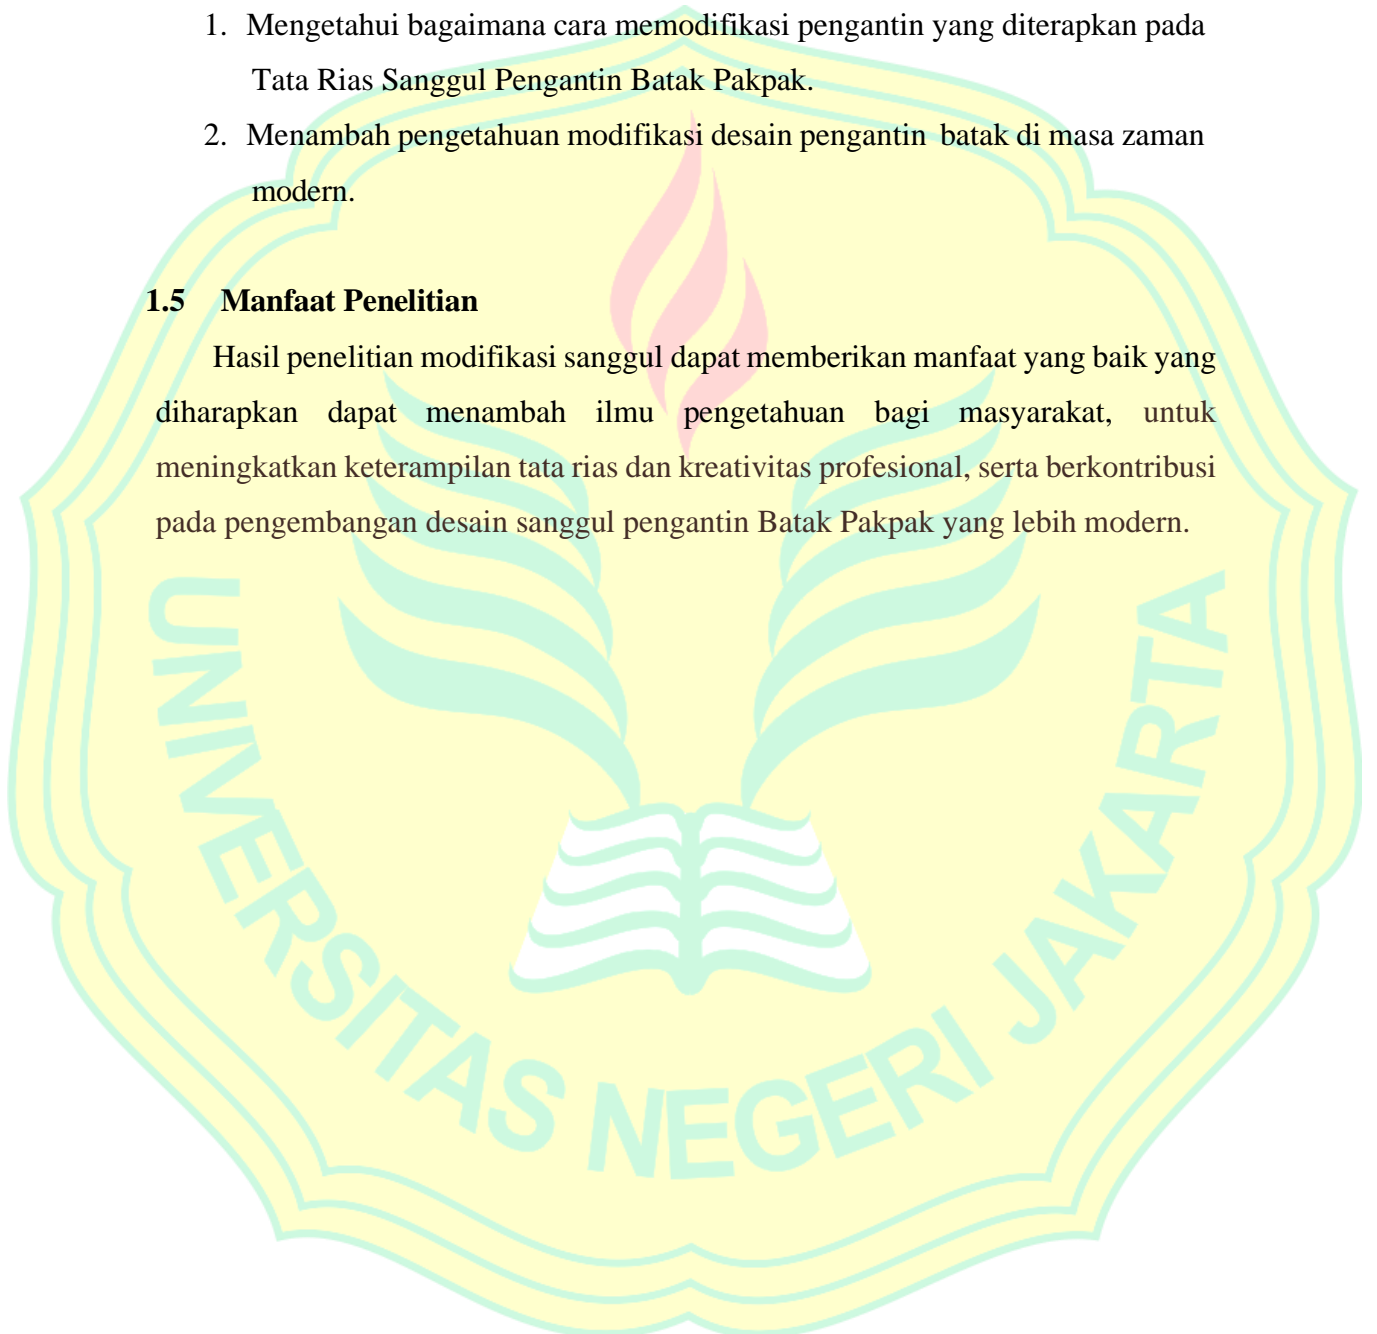 1. Mengetahui bagaimana cara memodifikasi pengantin yang diterapkan pada
Tata Rias Sanggul Pengantin Batak Pakpak.
2. Menambah pengetahuan modifikasi desain pengantin batak di masa zaman
modern.
1.5 Manfaat Penelitian
Hasil penelitian modifikasi sanggul dapat memberikan manfaat yang baik yang
diharapkan dapat menambah ilmu pengetahuan bagi masyarakat, untuk
meningkatkan keterampilan tata rias dan kreativitas profesional, serta berkontribusi
pada pengembangan desain sanggul pengantin Batak Pakpak yang lebih modern.
UNIVERSITAS NEGERI JAKARTA